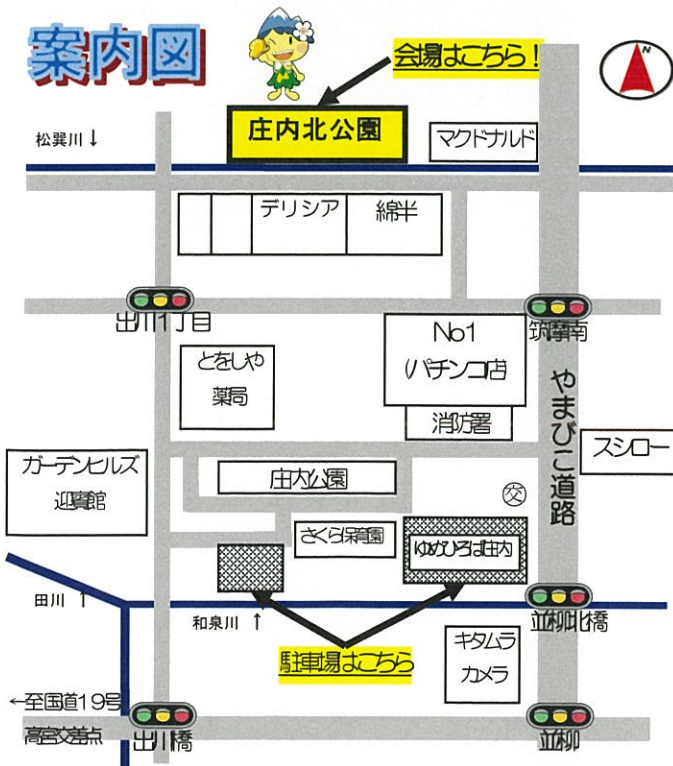 案内図
会場はこちら！
N
庄内北公園
マクドナルド
松巽川↓
デリシア
綿半
出川1丁目
筑摩南
No1
(パチンコ店
とをしや
薬局
消防署
やまびこ道路
スシロー
ガーデンヒルズ
迎賓館
庄内公園
交
さくら保育園
ゆめひろば庄内
田川 ↑
和泉川 ↑
並柳北橋
駐車場はこちら
キタムラ
カメラ
←至国道19号
高宮交差点
出川橋
並柳